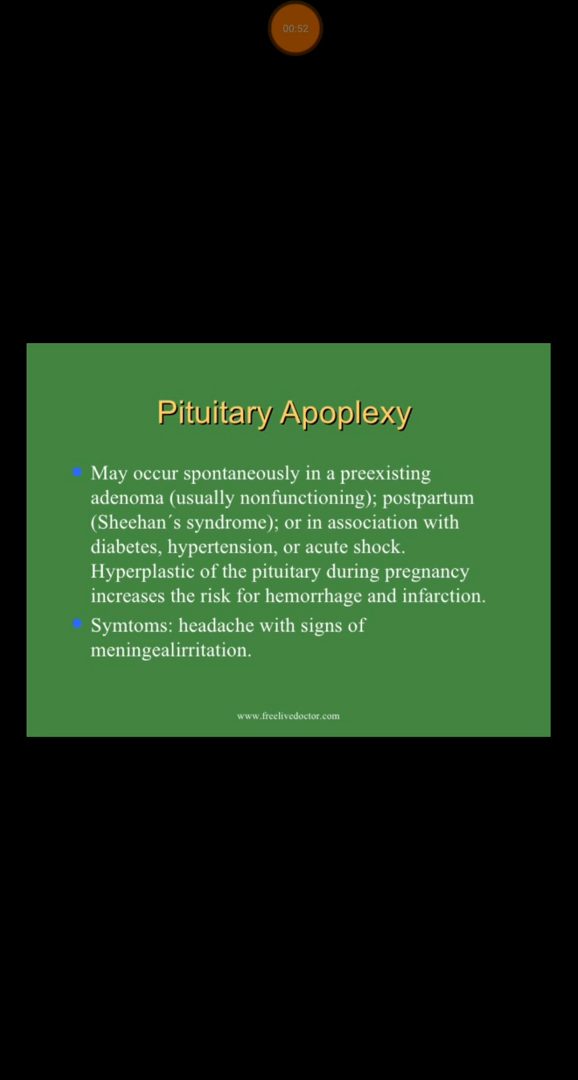 00:52
Pituitary Apoplexy
May occur spontaneously in a preexisting
adenoma (usually nonfunctioning); postpartum
(Sheehan´s syndrome); or in association with
diabetes, hypertension, or acute shock.
Hyperplastic of the pituitary during pregnancy
increases the risk for hemorrhage and infarction.
Symtoms: headache with signs of
meningealirritation.
www.freelivedoctor.com